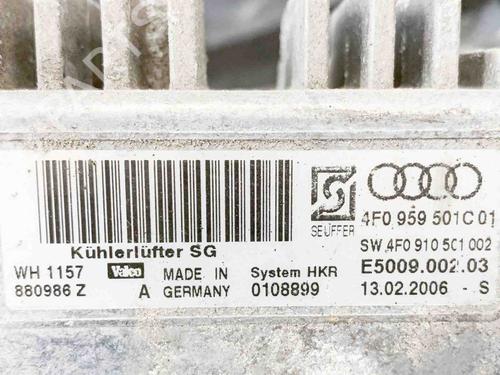 SEUFFER
4F0 959 501C 01
Kühlerlüfter SG
SW.4F0 910 5C1 002
WH 1157 Valeo MADE IN System HKR E5009.002.03
880986 Z A GERMANY 0108899 13.02.2006 - S